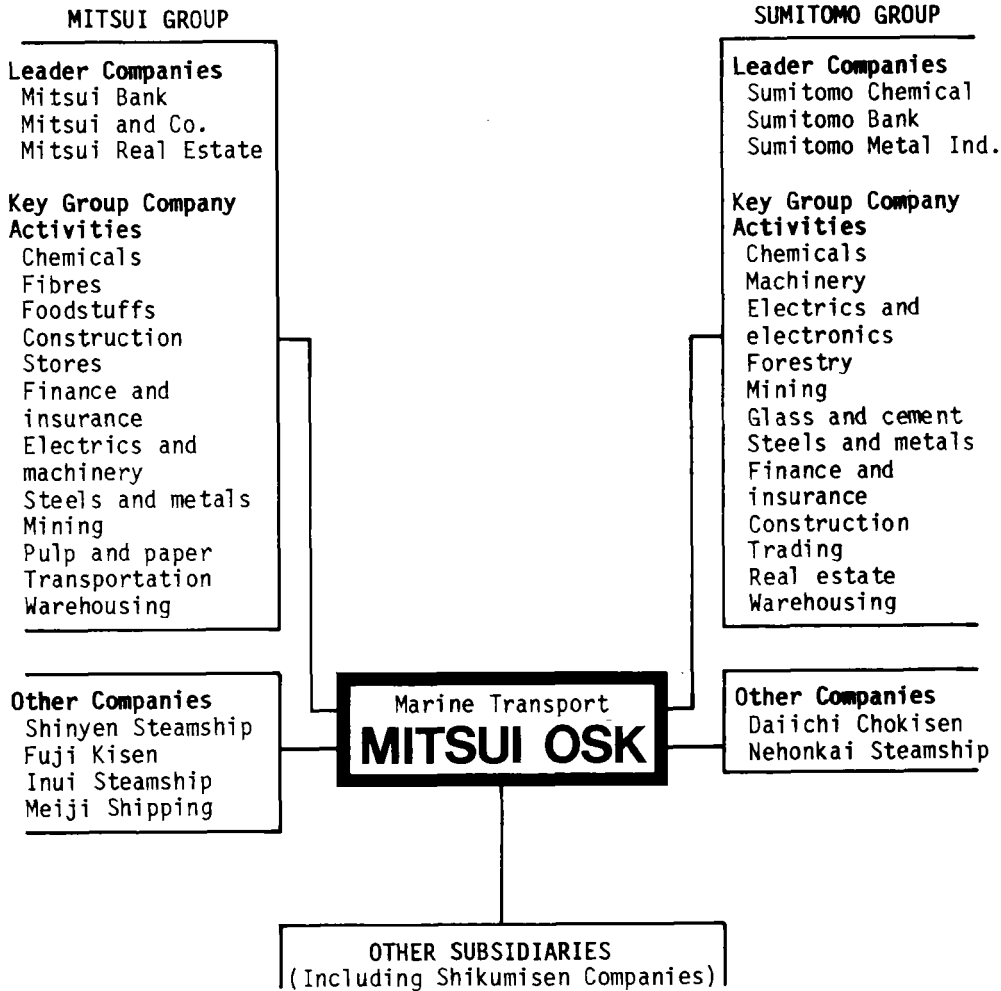 MITSUI GROUP
Leader Companies
Mitsui Bank
Mitsui and Co.
Mitsui Real Estate
Key Group Company
Activities
Chemicals
Fibres
Foodstuffs
Construction
Stores
Finance and
insurance
Electrics and
machinery
Steels and metals
Mining
Pulp and paper
Transportation
Warehousing
Other Companies
Shinyen Steamship
Fuji Kisen
Inui Steamship
Meiji Shipping
SUMITOMO GROUP
Leader Companies
Sumitomo Chemical
Sumitomo Bank
Sumitomo Metal Ind.
Key Group Company
Activities
Chemicals
Machinery
Electrics and
electronics
Forestry
Mining
Glass and cement
Steels and metals
Finance and
insurance
Construction
Trading
Real estate
Warehousing
Other Companies
Daiichi Chokisen
Nehonkai Steamship
Marine Transport
MITSUI OSK
OTHER SUBSIDIARIES
(Including Shikumisen Companies)